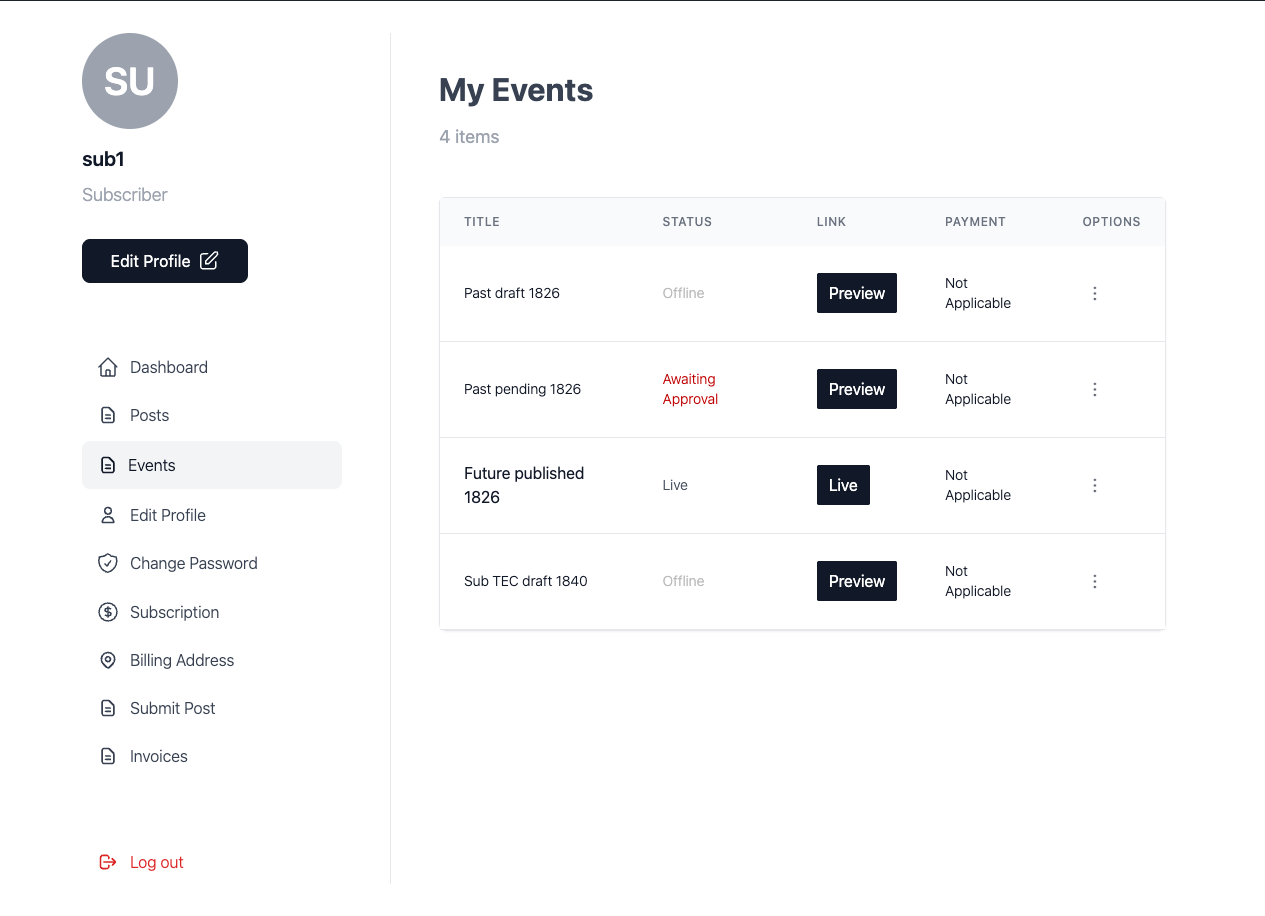 SU
sub1
Subscriber
Edit Profile
Dashboard
Posts
Events
Edit Profile
Change Password
Subscription
Billing Address
Submit Post
Invoices
Log out
My Events
4 items
TITLE STATUS LINK PAYMENT OPTIONS
Past draft 1826 Offline Preview Not
Applicable
Past pending 1826 Awaiting Preview Not
Approval Applicable
Future published Live Live Not
1826 Applicable
Sub TEC draft 1840 Offline Preview Not
Applicable